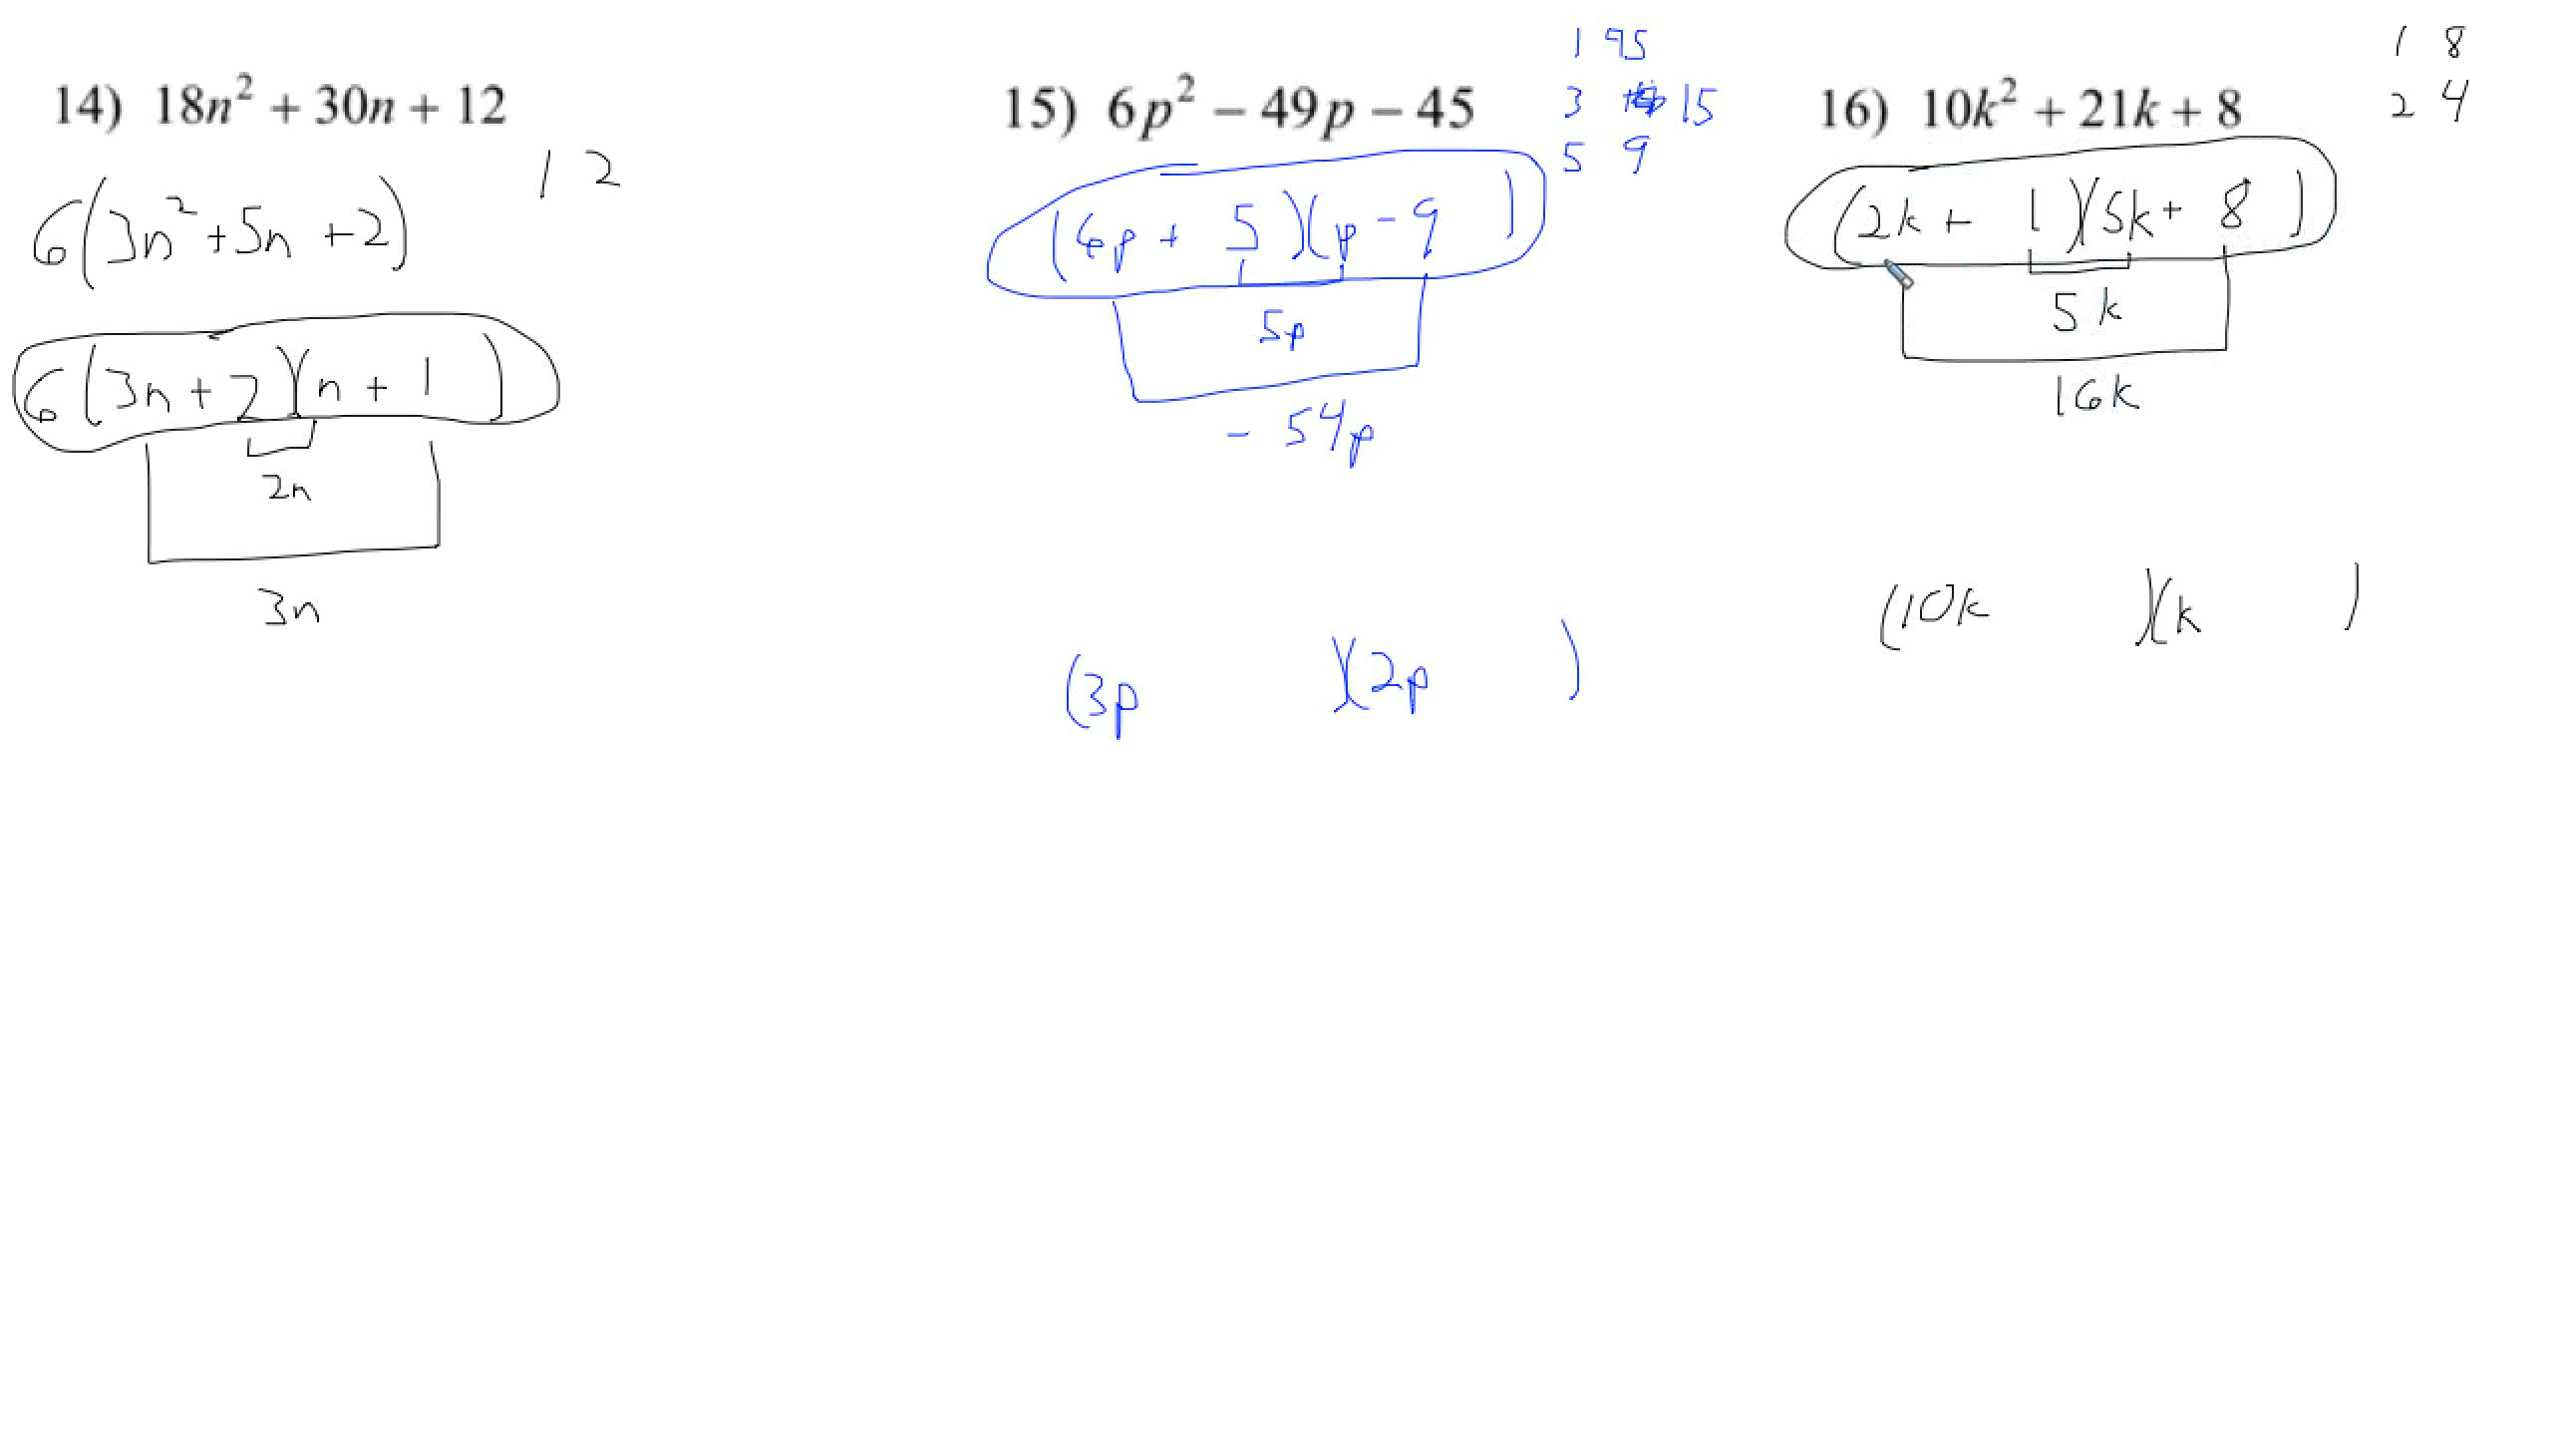 14) 18n² + 30n + 12
1 2
6(3n² + 5n + 2)
6(3n + 2)(n + 1)
2n
3n
15) 6p² − 49p − 45
1 45
3 15
5 9
(6p + 5)(p − 9)
5p
− 54p
(3p )(2p )
16) 10k² + 21k + 8
1 8
2 4
(2k + 1)(5k + 8)
5k
16k
(10k )(k )